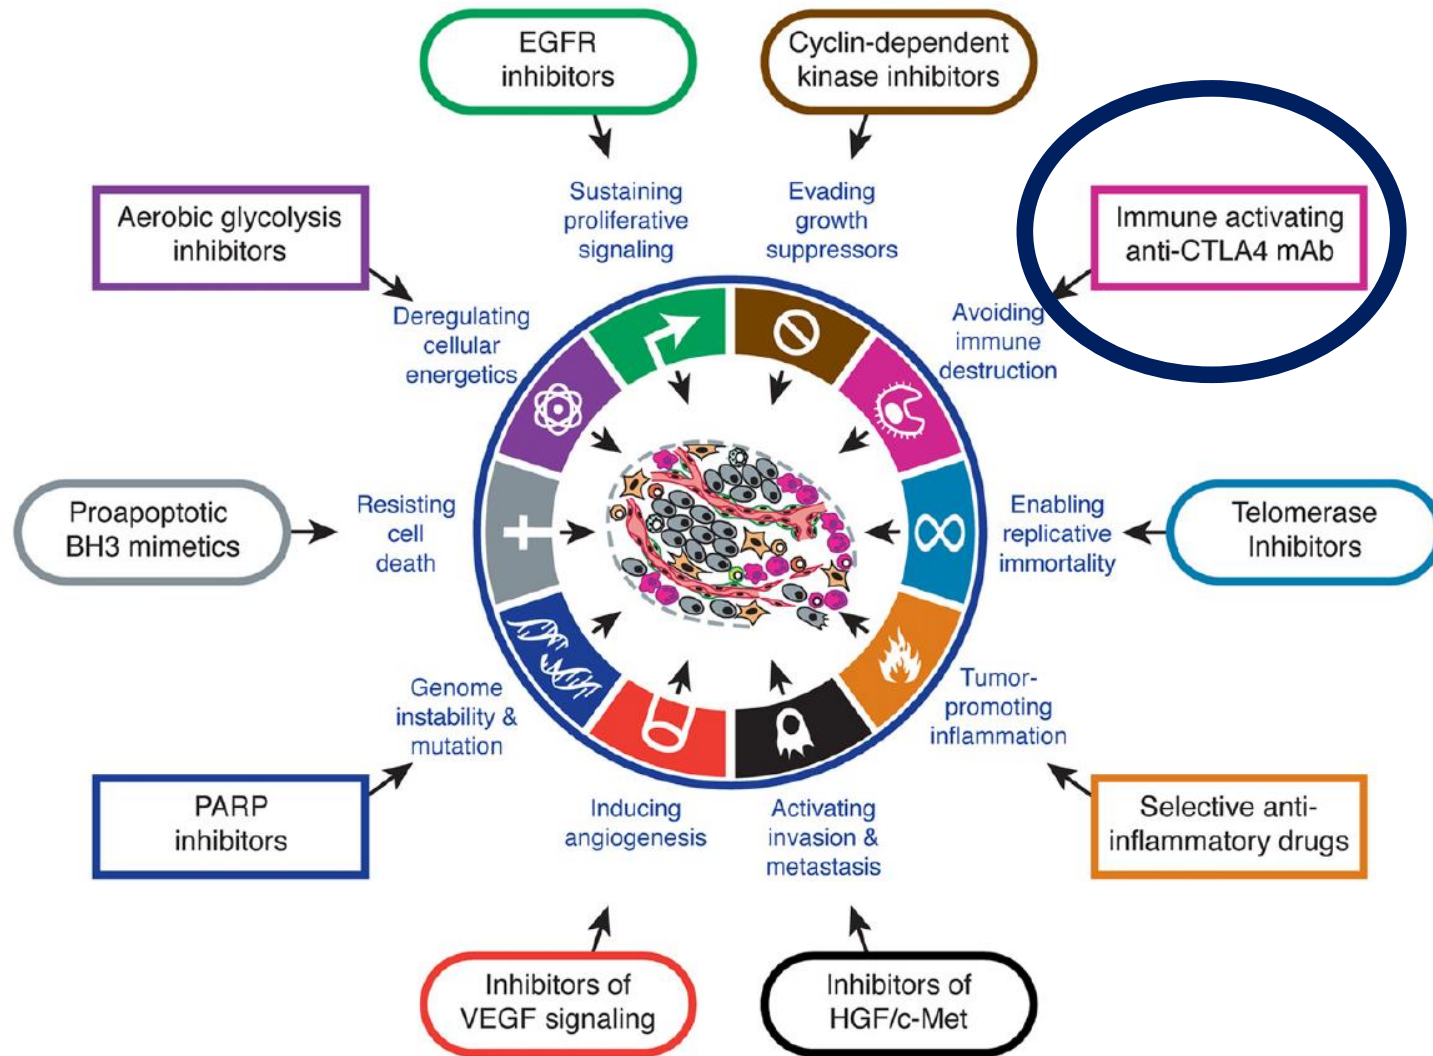 EGFR
inhibitors
Cyclin-dependent
kinase inhibitors
Aerobic glycolysis
inhibitors
Sustaining
proliferative
signaling
Evading
growth
suppressors
Immune activating
anti-CTLA4 mAb
Deregulating
cellular
energetics
Avoiding
immune
destruction
Proapoptotic
BH3 mimetics
Resisting
cell
death
Enabling
replicative
immortality
Telomerase
Inhibitors
Genome
instability &
mutation
Tumor-
promoting
inflammation
PARP
inhibitors
Inducing
angiogenesis
Activating
invasion &
metastasis
Selective anti-
inflammatory drugs
Inhibitors of
VEGF signaling
Inhibitors of
HGF/c-Met